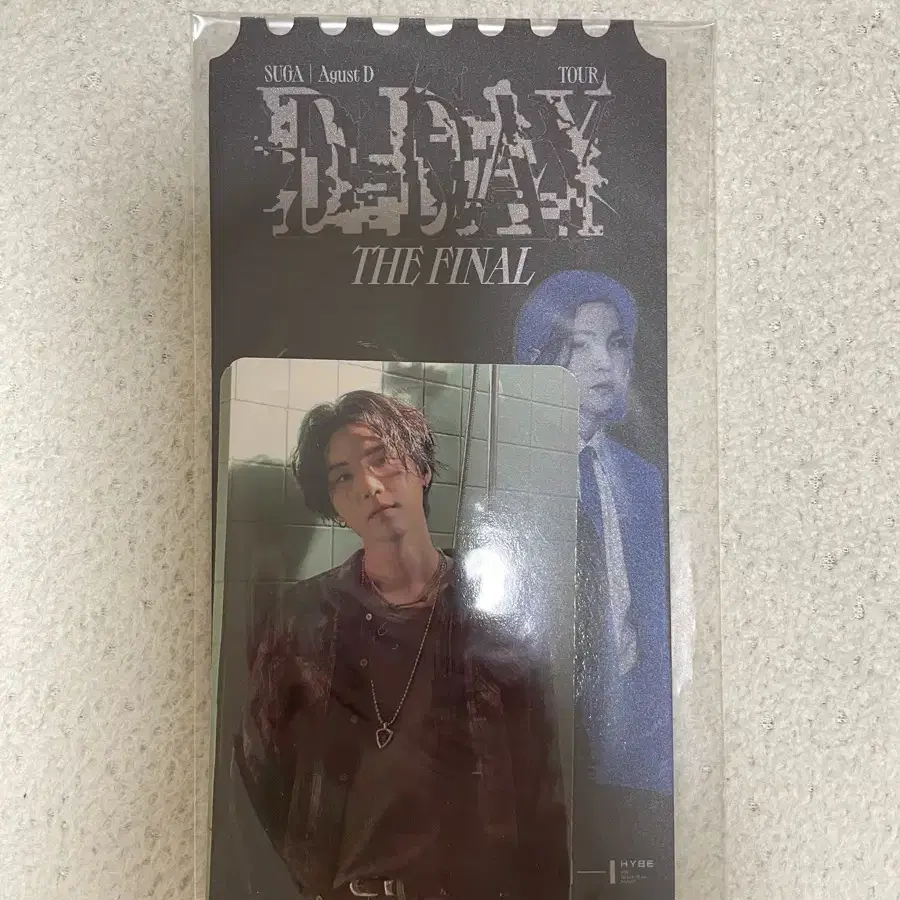 SUGA | Agust D TOUR
D-DAY
THE FINAL
HYBE